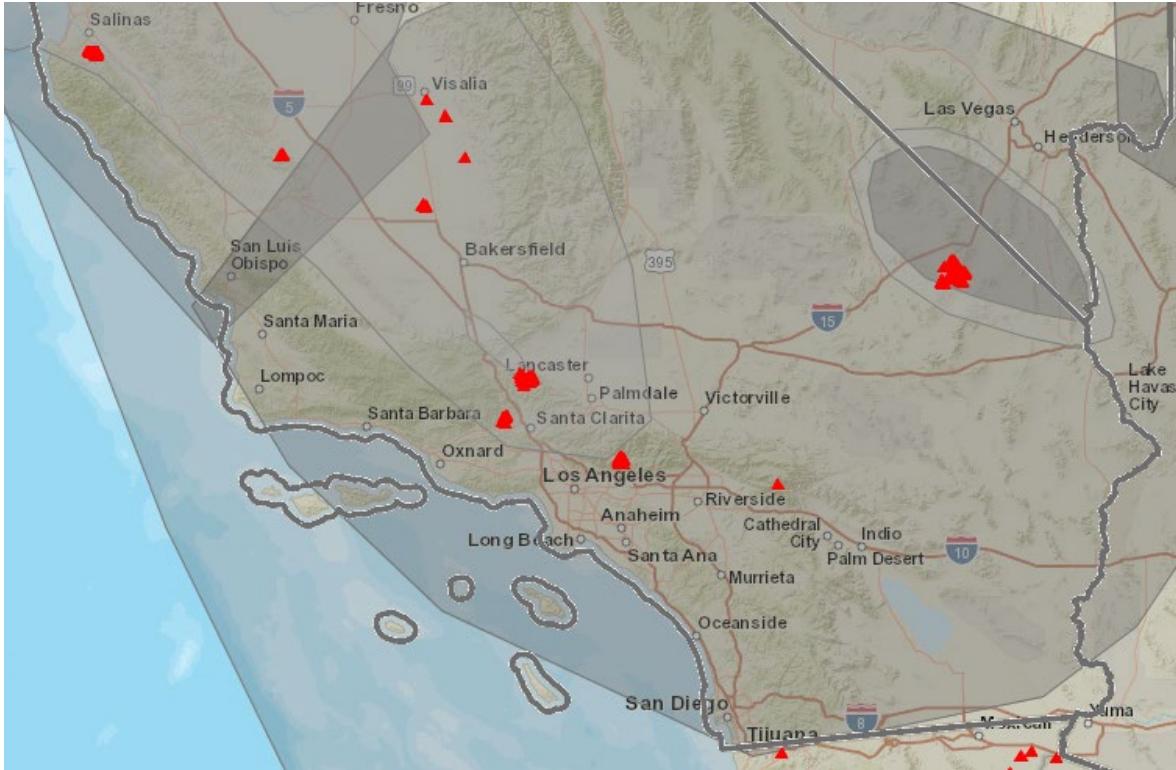 Salinas
Fresno
99
Visalia
5
Las Vegas
Henderson
San Luis
Obispo
Bakersfield
395
15
Santa Maria
Lancaster
Lompoc
Palmdale
Lake
Havas
City
Santa Barbara
Santa Clarita
Victorville
Oxnard
Los Angeles
Riverside
Anaheim
Cathedral
City
Indio
Long Beach
Santa Ana
Palm Desert
10
Murrieta
Oceanside
San Diego
8
Tijuana
Mexicali
Yuma